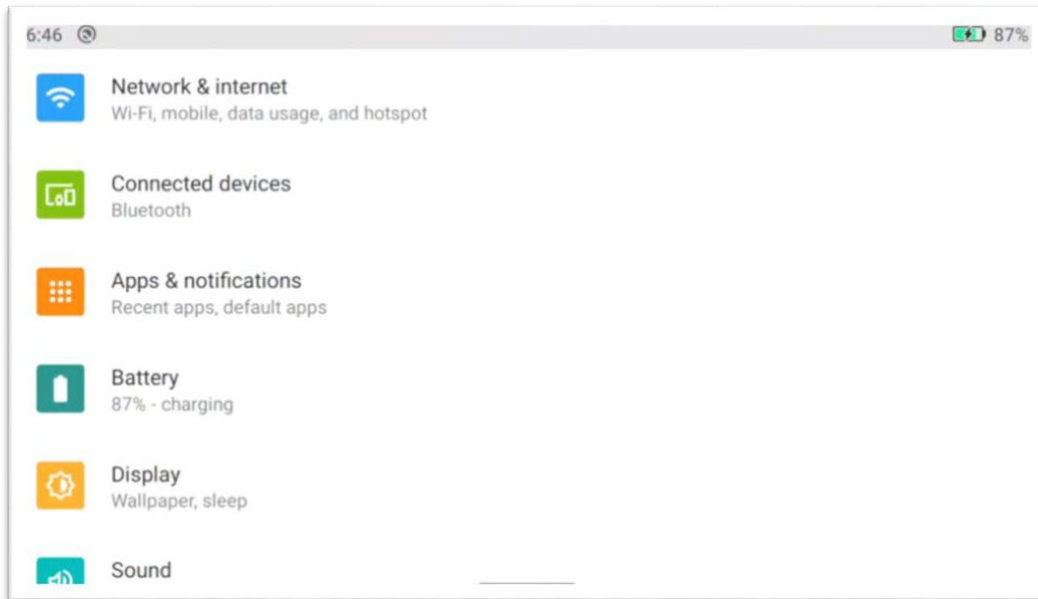 6:46 87%
Network & internet
Wi-Fi, mobile, data usage, and hotspot
Connected devices
Bluetooth
Apps & notifications
Recent apps, default apps
Battery
87% - charging
Display
Wallpaper, sleep
Sound